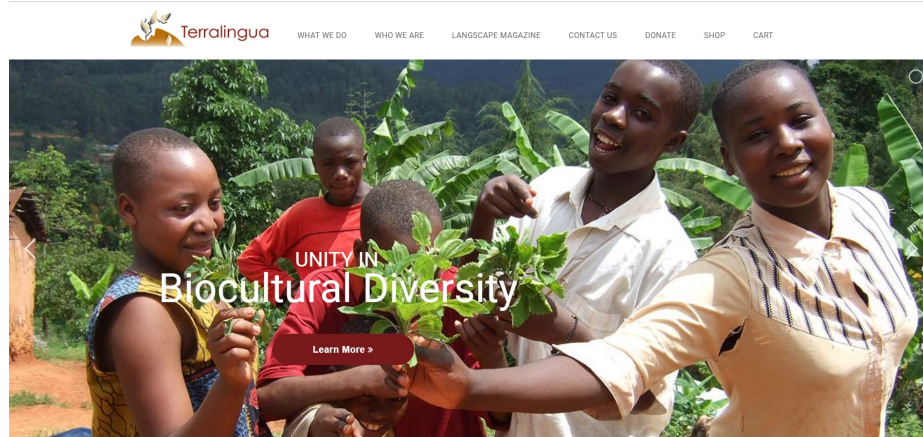 Terralingua
WHAT WE DO
WHO WE ARE
LANGSCAPE MAGAZINE
CONTACT US
DONATE
SHOP
CART
UNITY IN
Biocultural Diversity
Learn More »